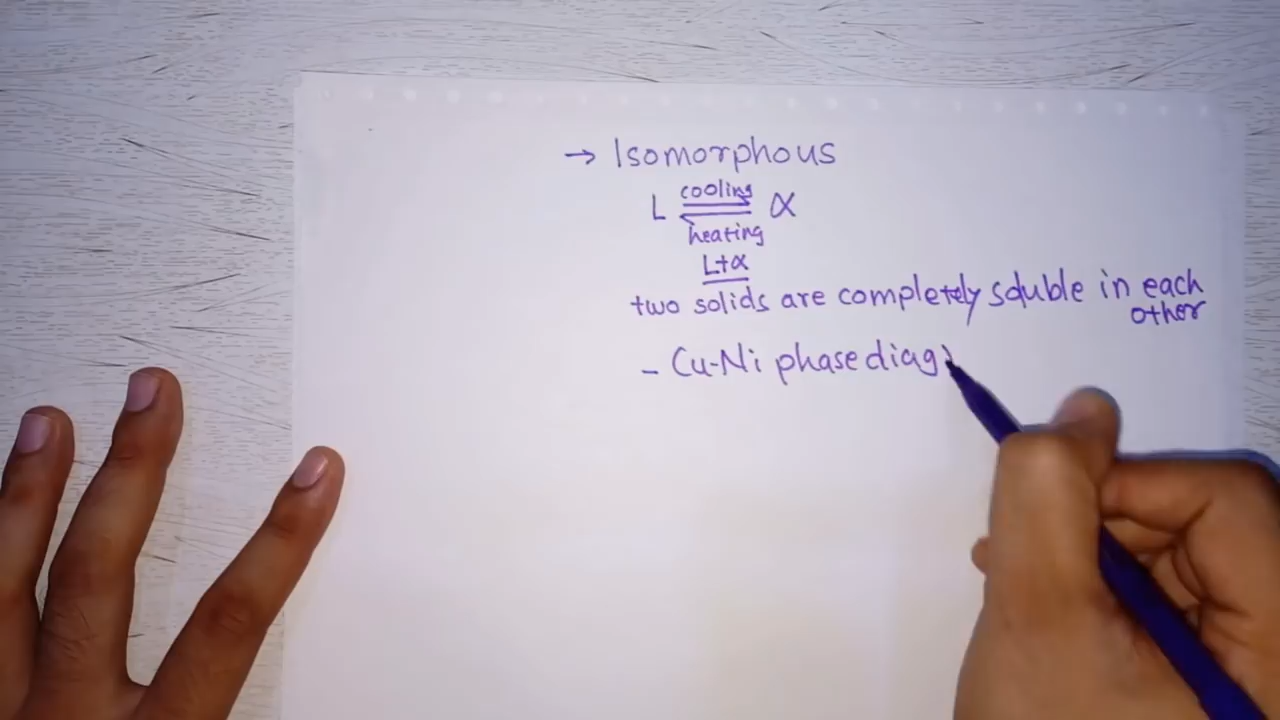 → Isomorphous
cooling
L ⇌ α
heating
L+α
two solids are completely soluble in each
other
- Cu-Ni phase diag